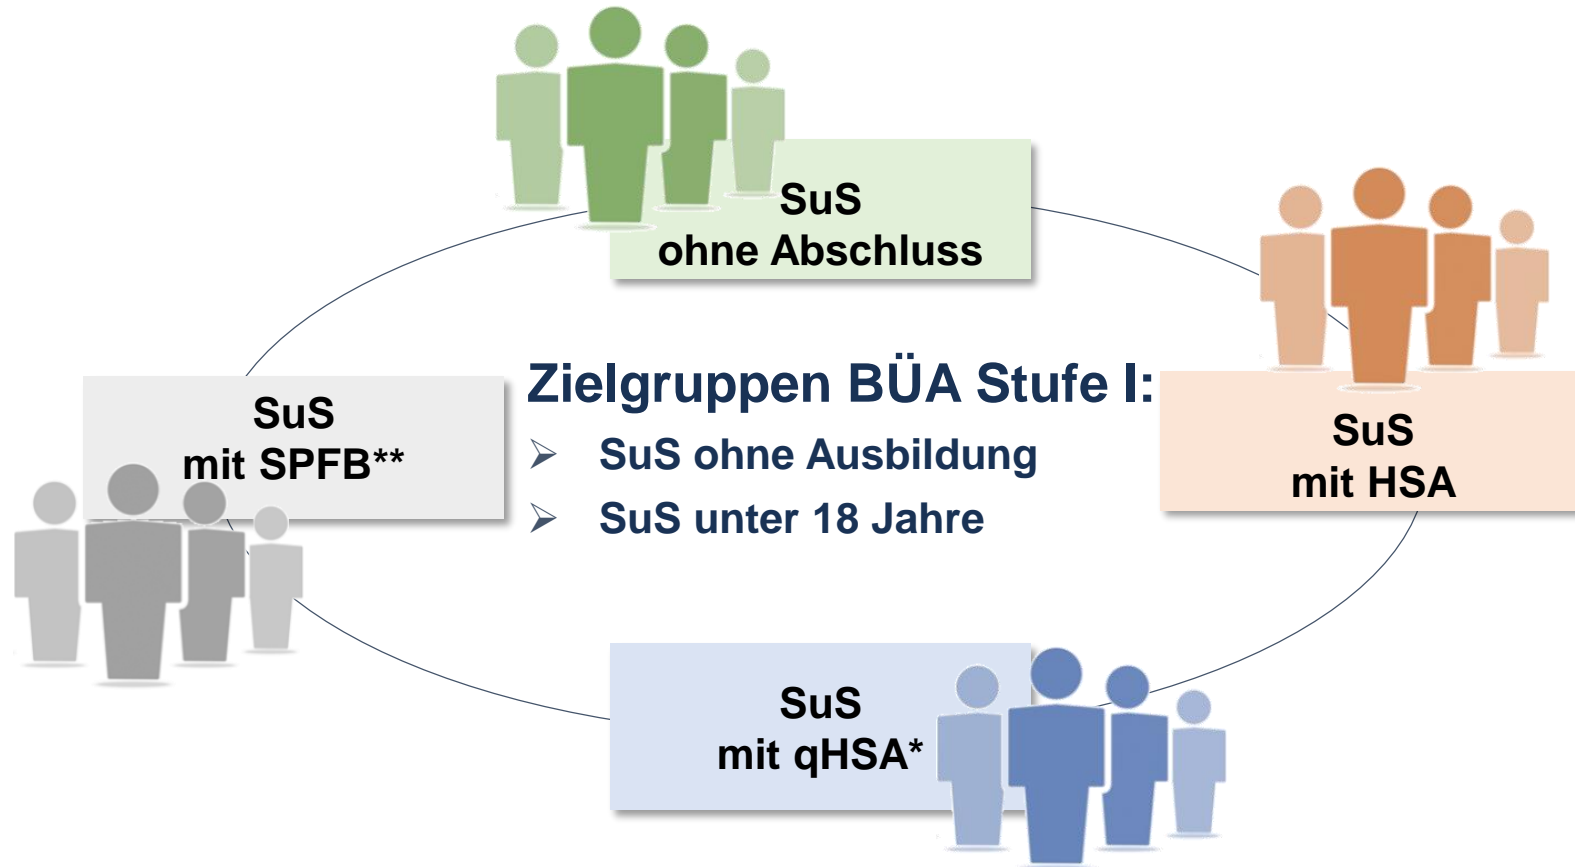 SuS
ohne Abschluss
Zielgruppen BÜA Stufe I:
➢ SuS ohne Ausbildung
➢ SuS unter 18 Jahre
SuS
mit SPFB**
SuS
mit HSA
SuS
mit qHSA*